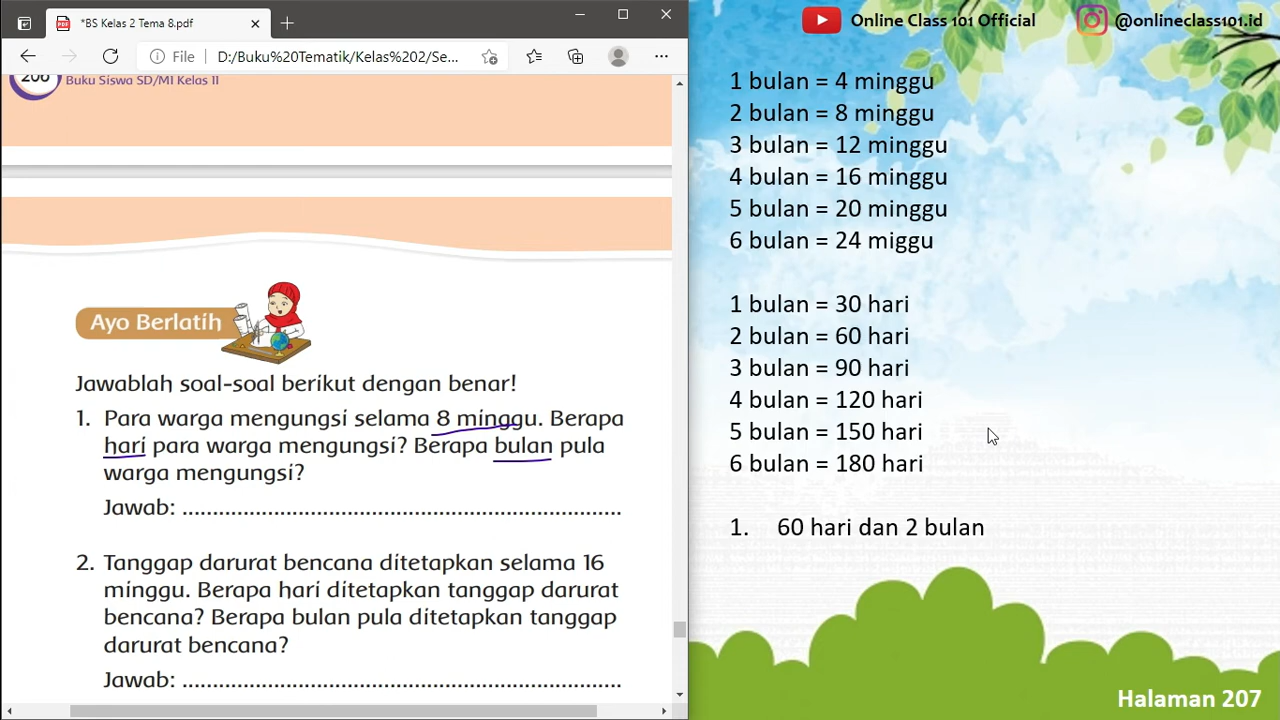 *BS Kelas 2 Tema 8.pdf
File
D:/Buku%20Tematik/Kelas%202/Se...
206
Buku Siswa SD/MI Kelas II
Ayo Berlatih
Jawablah soal-soal berikut dengan benar!
1. Para warga mengungsi selama 8 minggu. Berapa
hari para warga mengungsi? Berapa bulan pula
warga mengungsi?
Jawab: ......................................................................
2. Tanggap darurat bencana ditetapkan selama 16
minggu. Berapa hari ditetapkan tanggap darurat
bencana? Berapa bulan pula ditetapkan tanggap
darurat bencana?
Jawab: ......................................................................
Online Class 101 Official
@onlineclass101.id
1 bulan = 4 minggu
2 bulan = 8 minggu
3 bulan = 12 minggu
4 bulan = 16 minggu
5 bulan = 20 minggu
6 bulan = 24 miggu
1 bulan = 30 hari
2 bulan = 60 hari
3 bulan = 90 hari
4 bulan = 120 hari
5 bulan = 150 hari
6 bulan = 180 hari
1. 60 hari dan 2 bulan
Halaman 207